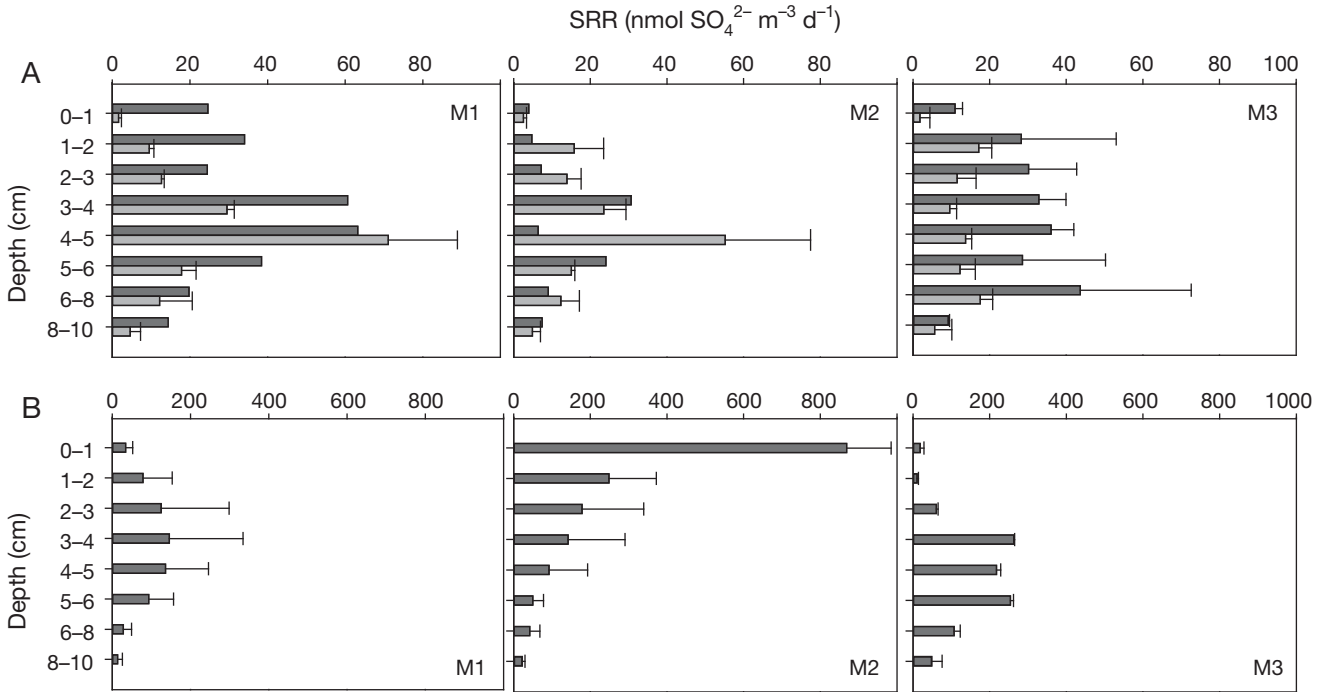 SRR (nmol SO₄²⁻ m⁻³ d⁻¹)
A
0 20 40 60 80
0 20 40 60 80
0 20 40 60 80 100
M1
M2
M3
Depth (cm)
0–1
1–2
2–3
3–4
4–5
5–6
6–8
8–10
B
0 200 400 600 800
0 200 400 600 800
0 200 400 600 800 1000
Depth (cm)
0–1
1–2
2–3
3–4
4–5
5–6
6–8
8–10
M1
M2
M3